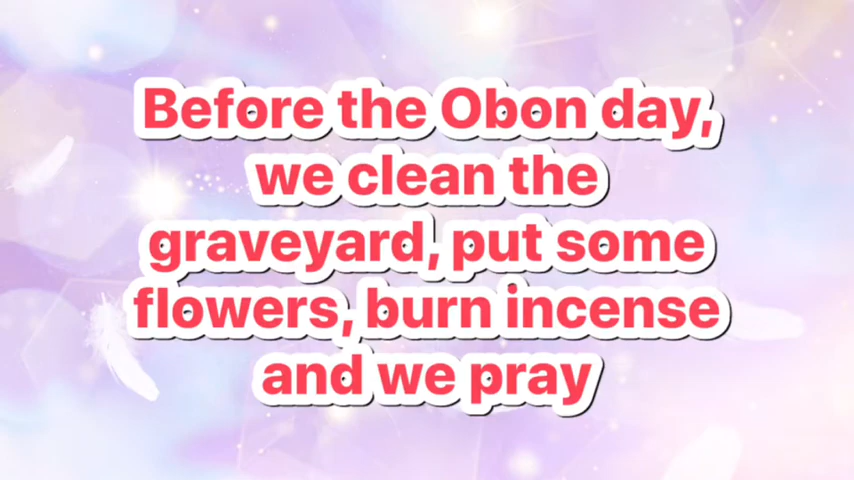 Before the Obon day,
we clean the
graveyard, put some
flowers, burn incense
and we pray